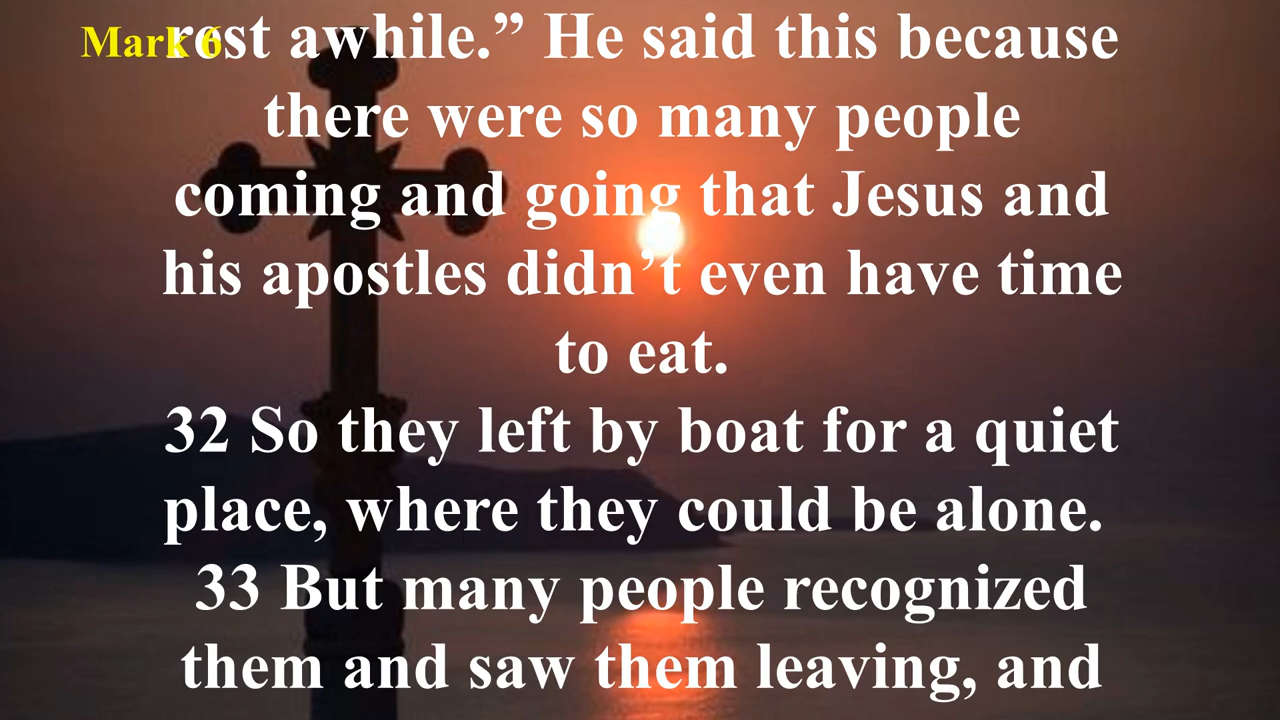 Mark 6
rest awhile.” He said this because
there were so many people
coming and going that Jesus and
his apostles didn’t even have time
to eat.
32 So they left by boat for a quiet
place, where they could be alone.
33 But many people recognized
them and saw them leaving, and